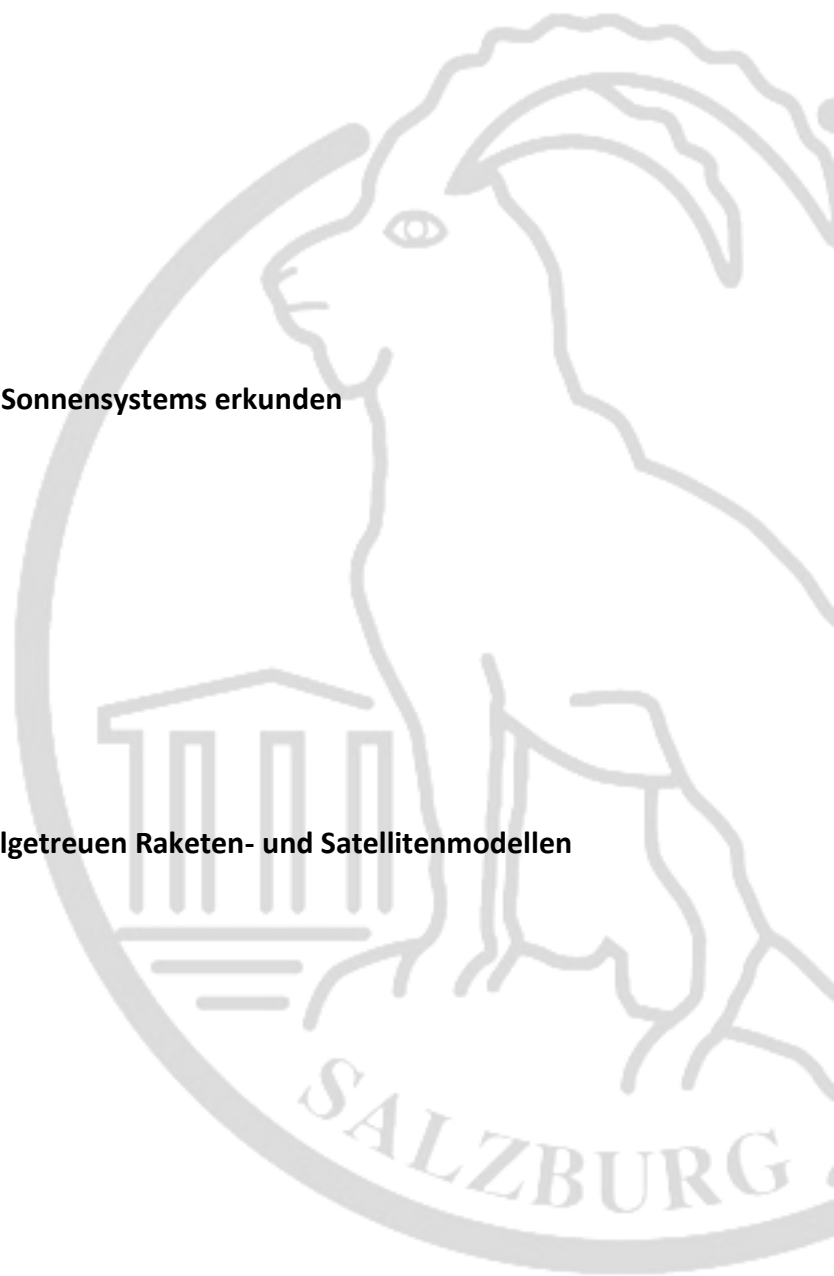 Sonnensystems erkunden
lgetreuen Raketen- und Satellitenmodellen
SALZBURG